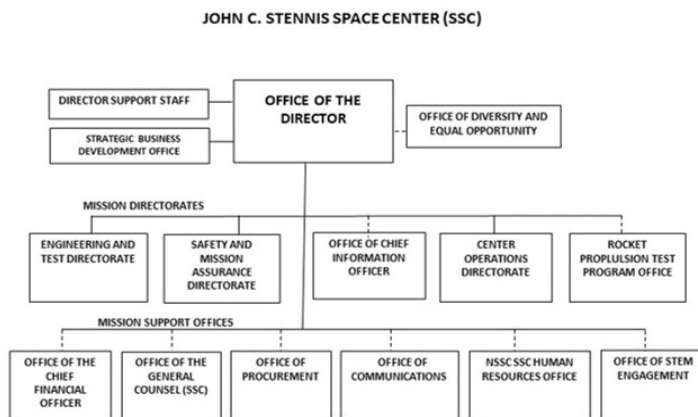 JOHN C. STENNIS SPACE CENTER (SSC)
DIRECTOR SUPPORT STAFF
STRATEGIC BUSINESS
DEVELOPMENT OFFICE
OFFICE OF THE
DIRECTOR
OFFICE OF DIVERSITY AND
EQUAL OPPORTUNITY
MISSION DIRECTORATES
ENGINEERING AND
TEST DIRECTORATE
SAFETY AND
MISSION
ASSURANCE
DIRECTORATE
OFFICE OF CHIEF
INFORMATION
OFFICER
CENTER
OPERATIONS
DIRECTORATE
ROCKET
PROPLULSION TEST
PROGRAM OFFICE
MISSION SUPPORT OFFICES
OFFICE OF THE
CHIEF
FINANCIAL
OFFICER
OFFICE OF THE
GENERAL
COUNSEL (SSC)
OFFICE OF
PROCUREMENT
OFFICE OF
COMMUNICATIONS
NSSC SSC HUMAN
RESOURCES OFFICE
OFFICE OF STEM
ENGAGEMENT